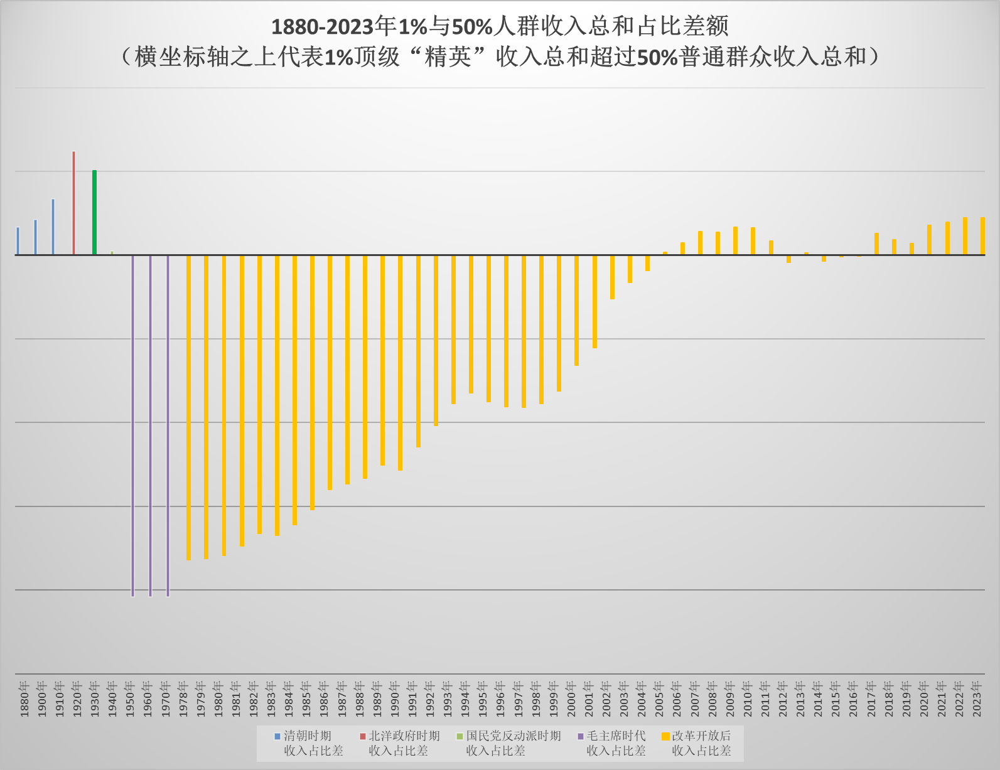 1880-2023年1%与50%人群收入总和占比差额
（横坐标轴之上代表1%顶级“精英”收入总和超过50%普通群众收入总和）
1880年
1900年
1910年
1920年
1930年
1940年
1950年
1960年
1970年
1978年
1979年
1980年
1981年
1982年
1983年
1984年
1985年
1986年
1987年
1988年
1989年
1990年
1991年
1992年
1993年
1994年
1995年
1996年
1997年
1998年
1999年
2000年
2001年
2002年
2003年
2004年
2005年
2006年
2007年
2008年
2009年
2010年
2011年
2012年
2013年
2014年
2015年
2016年
2017年
2018年
2019年
2020年
2021年
2022年
2023年
清朝时期
收入占比差
北洋政府时期
收入占比差
国民党反动派时期
收入占比差
毛主席时代
收入占比差
改革开放后
收入占比差